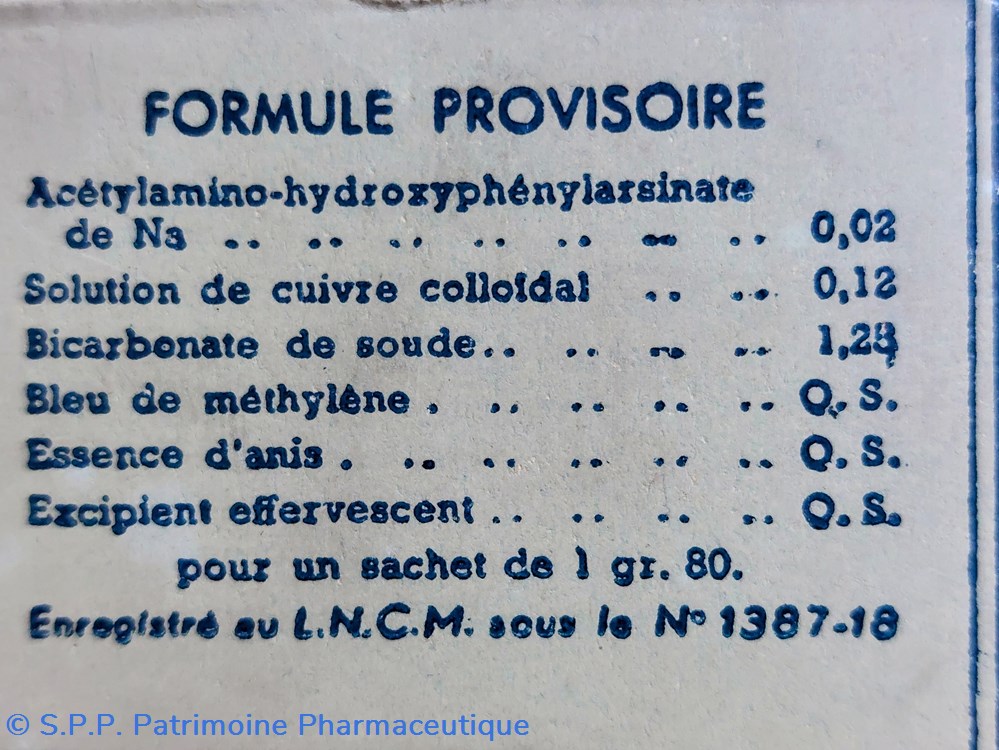 FORMULE PROVISOIRE
Acétylamino-hydroxyphénylarsinate
de Na .. .. .. .. .. .. .. 0,02
Solution de cuivre colloïdal .. .. 0,12
Bicarbonate de soude.. .. .. ..
Bleu de méthylène . .. .. .. .. Q. S.
Essence d'anis . .. .. .. .. .. Q. S.
Excipient effervescent .. .. .. .. Q. S.
pour un sachet de 1 gr. 80.
Enregistré au L.N.C.M. sous le N° 1387-18
© S.P.P. Patrimoine Pharmaceutique